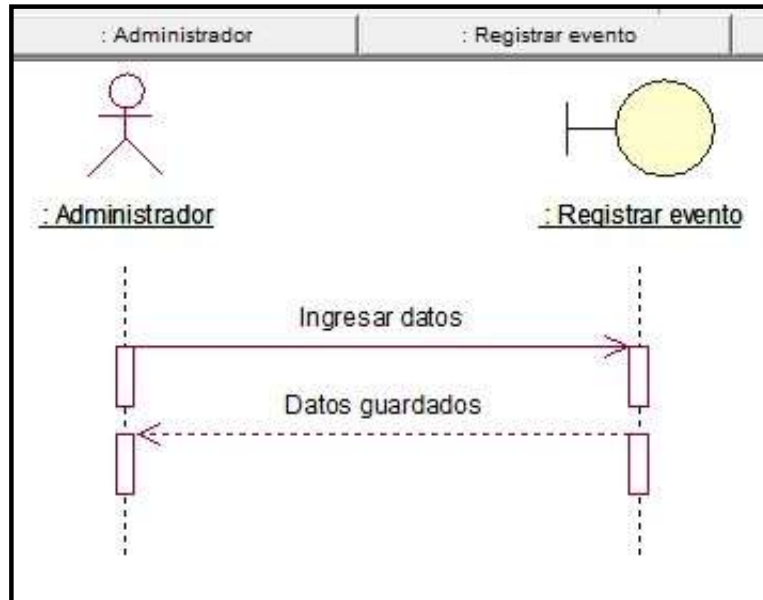 : Administrador
: Registrar evento
: Administrador
: Registrar evento
Ingresar datos
Datos guardados